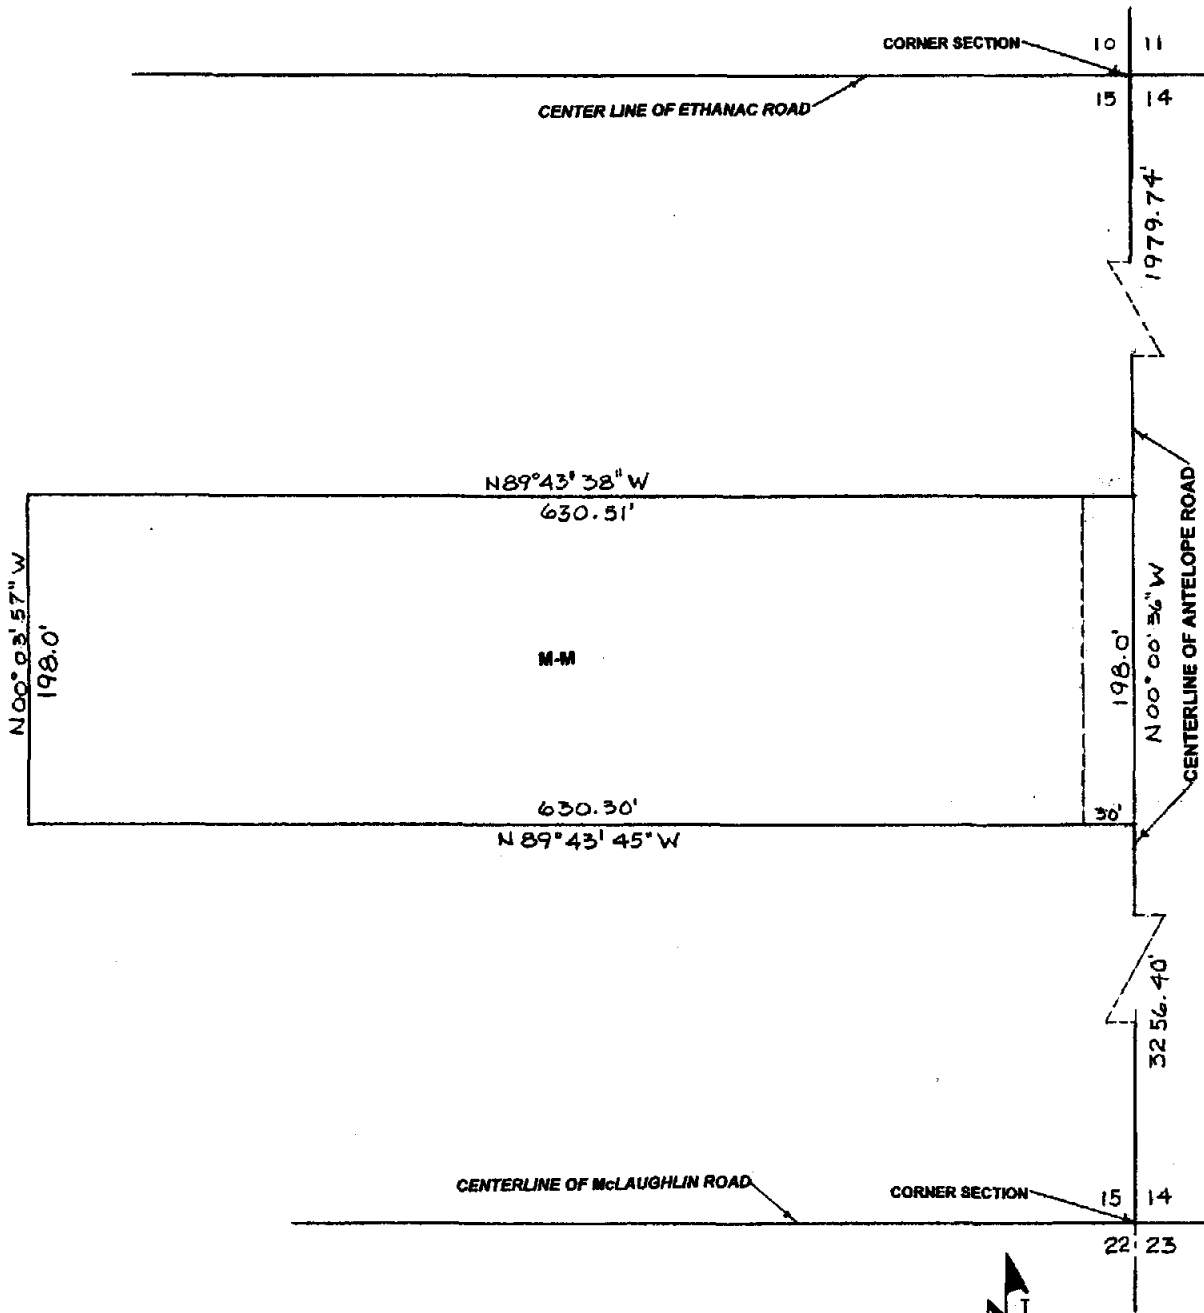 CORNER SECTION
10 11
15 14
CENTER LINE OF ETHANAC ROAD
1979.74'
N89°43'38"W
630.51'
N00°03'57"W
198.0'
M-M
198.0'
N00°00'36"W
CENTERLINE OF ANTELOPE ROAD
630.30'
30'
N89°43'45"W
3256.40'
CENTERLINE OF McLAUGHLIN ROAD
CORNER SECTION
15 14
22 23
N